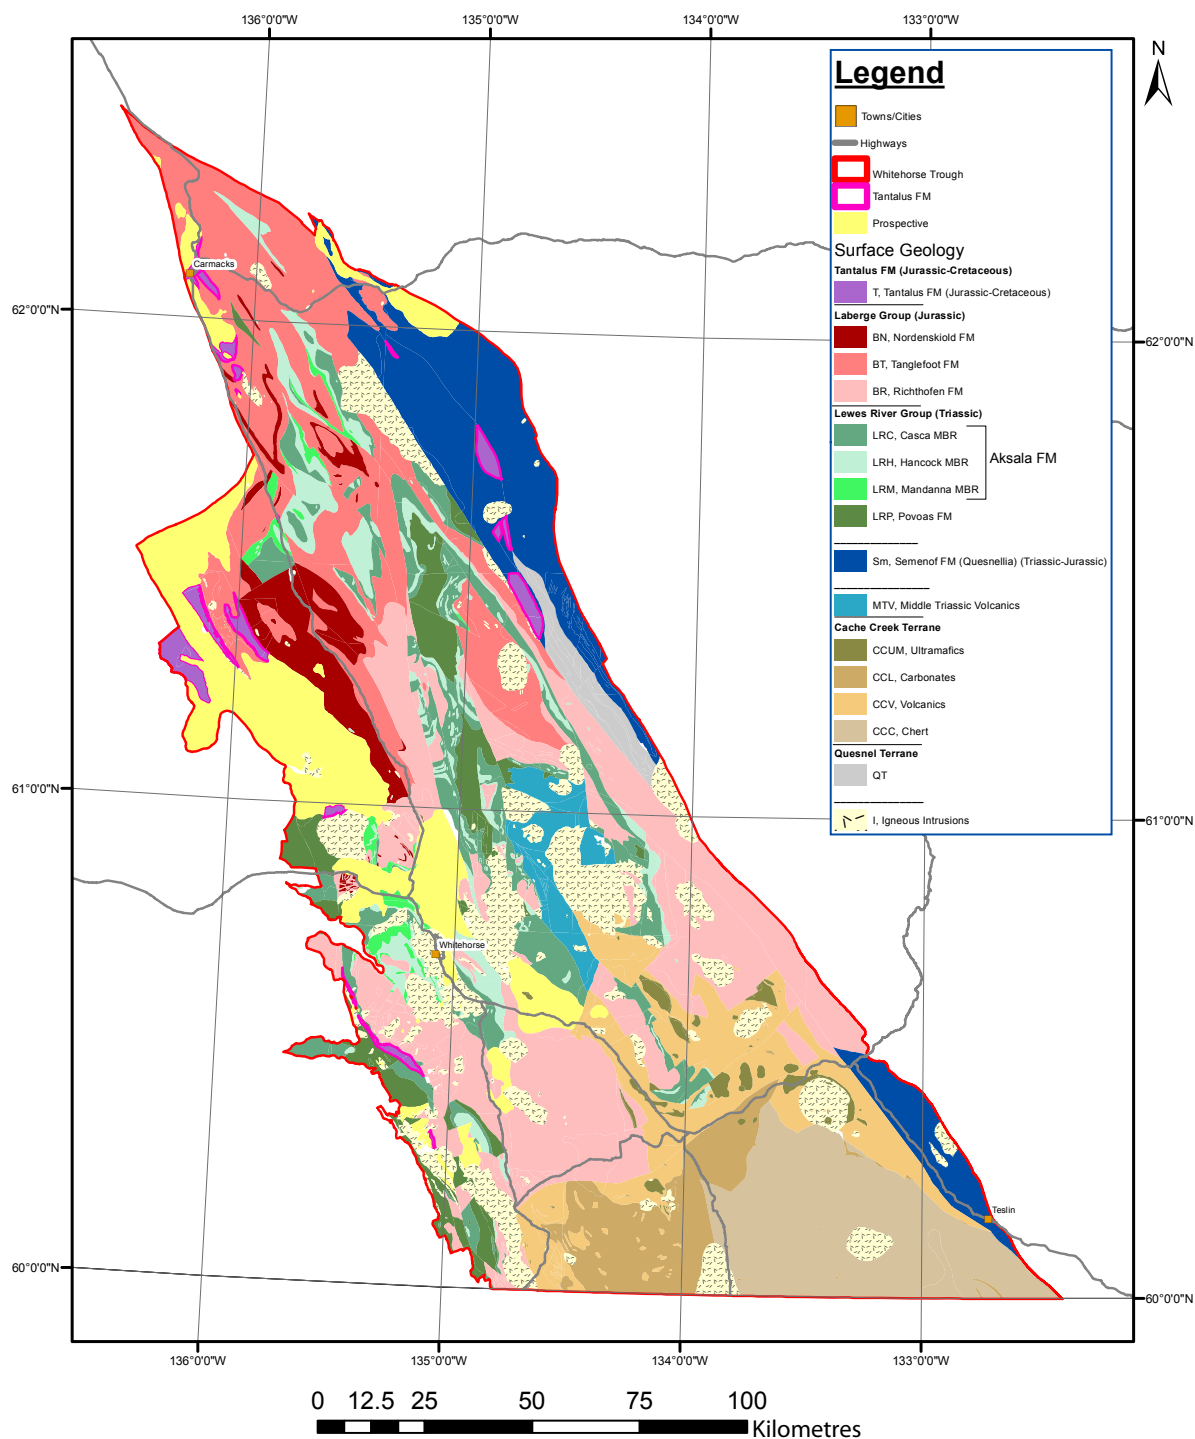 136°0'0"W 135°0'0"W 134°0'0"W 133°0'0"W
N
Legend
Towns/Cities
Highways
Whitehorse Trough
Tantalus FM
Prospective
Surface Geology
Tantalus FM (Jurassic-Cretaceous)
T, Tantalus FM (Jurassic-Cretaceous)
Laberge Group (Jurassic)
BN, Nordenskiold FM
BT, Tanglefoot FM
BR, Richthofen FM
Lewes River Group (Triassic)
LRC, Casca MBR
LRH, Hancock MBR
Aksala FM
LRM, Mandanna MBR
LRP, Povoas FM
Sm, Semenof FM (Quesnellia) (Triassic-Jurassic)
MTV, Middle Triassic Volcanics
Cache Creek Terrane
CCUM, Ultramafics
CCL, Carbonates
CCV, Volcanics
CCC, Chert
Quesnel Terrane
QT
I, Igneous Intrusions
Carmacks
62°0'0"N 62°0'0"N
61°0'0"N 61°0'0"N
Whitehorse
Teslin
60°0'0"N 60°0'0"N
136°0'0"W 135°0'0"W 134°0'0"W 133°0'0"W
0 12.5 25 50 75 100
Kilometres